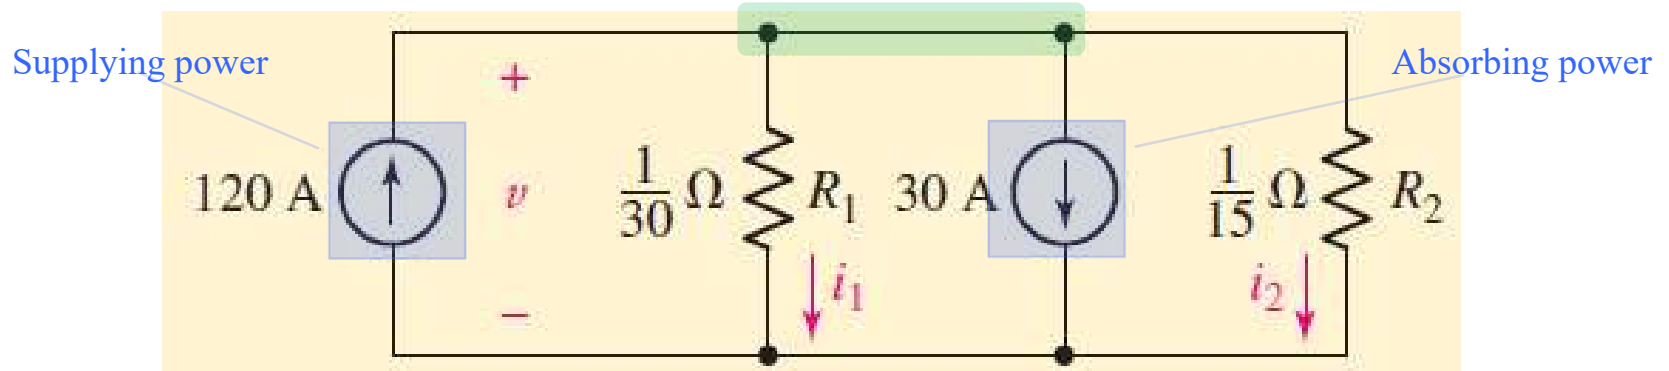 Supplying power
Absorbing power
+
120 A
v
1/30 Ω
R₁
30 A
1/15 Ω
R₂
i₁
i₂
−